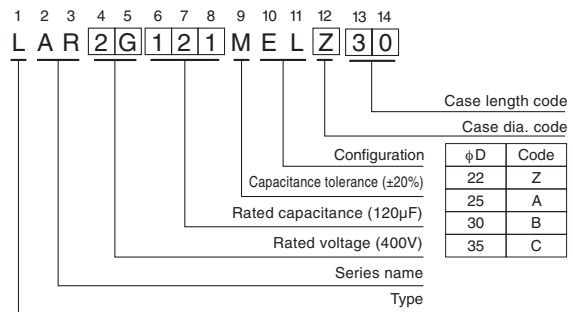 1 2 3 4 5 6 7 8 9 10 11 12 13 14
L A R 2 G 1 2 1 M E L Z 3 0
Case length code
Case dia. code
Configuration
Capacitance tolerance (±20%)
Rated capacitance (120µF)
Rated voltage (400V)
Series name
Type
ϕD Code
22 Z
25 A
30 B
35 C